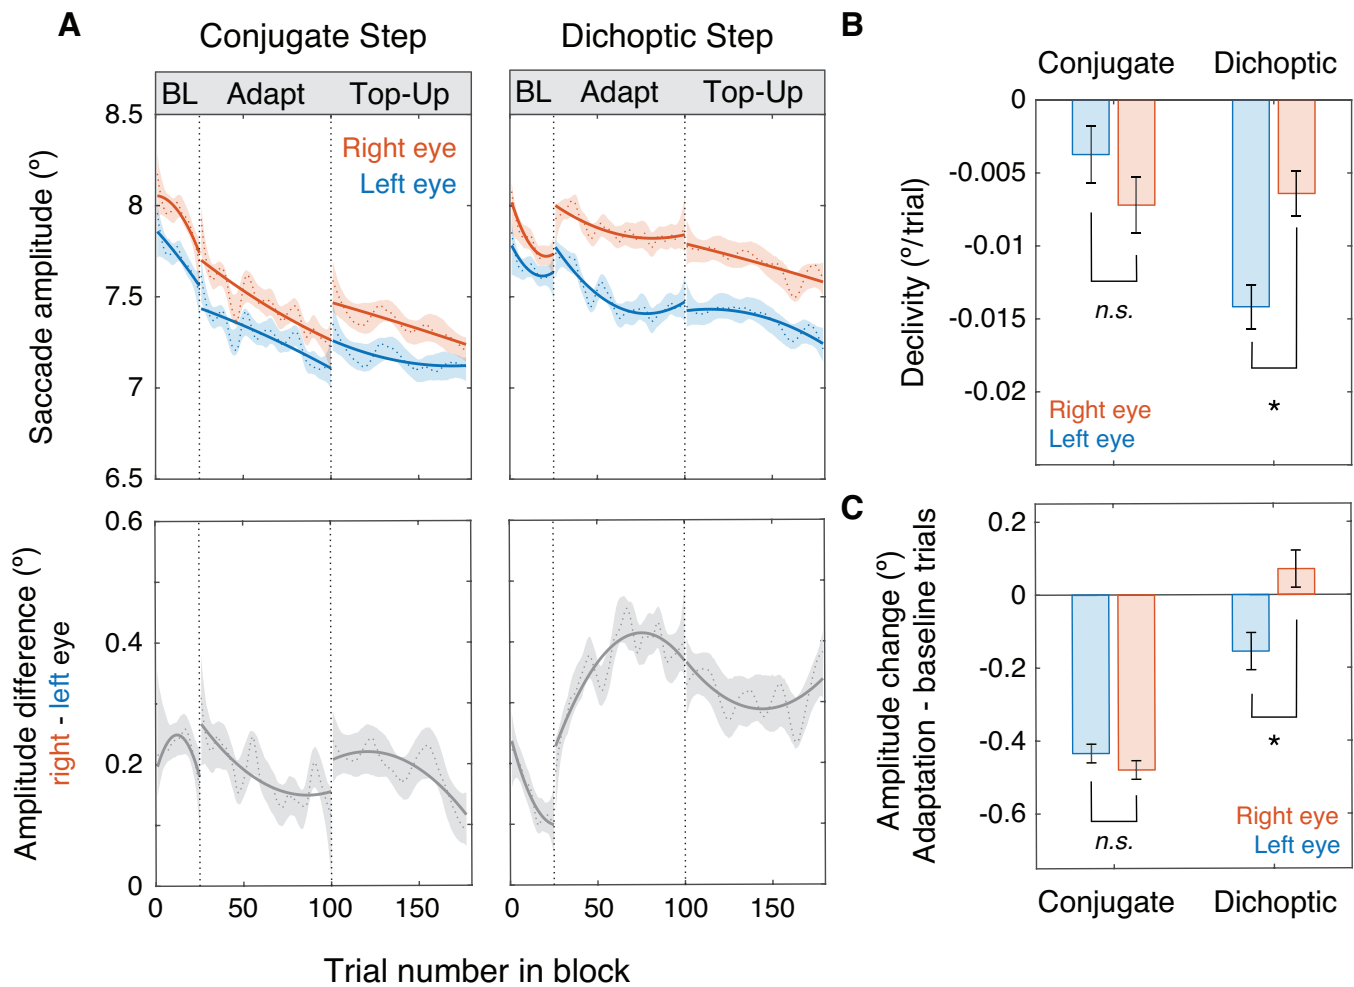 A
Conjugate Step
Dichoptic Step
BL
Adapt
Top-Up
BL
Adapt
Top-Up
Saccade amplitude (º)
8.5
8
7.5
7
6.5
Right eye
Left eye
Amplitude difference (º)
right - left eye
0.6
0.4
0.2
0
0
50
100
150
0
50
100
150
Trial number in block
B
Conjugate
Dichoptic
Declivity (º/trial)
0
-0.005
-0.01
-0.015
-0.02
n.s.
*
Right eye
Left eye
C
Amplitude change (º)
Adaptation - baseline trials
0.2
0
-0.2
-0.4
-0.6
n.s.
*
Right eye
Left eye
Conjugate
Dichoptic